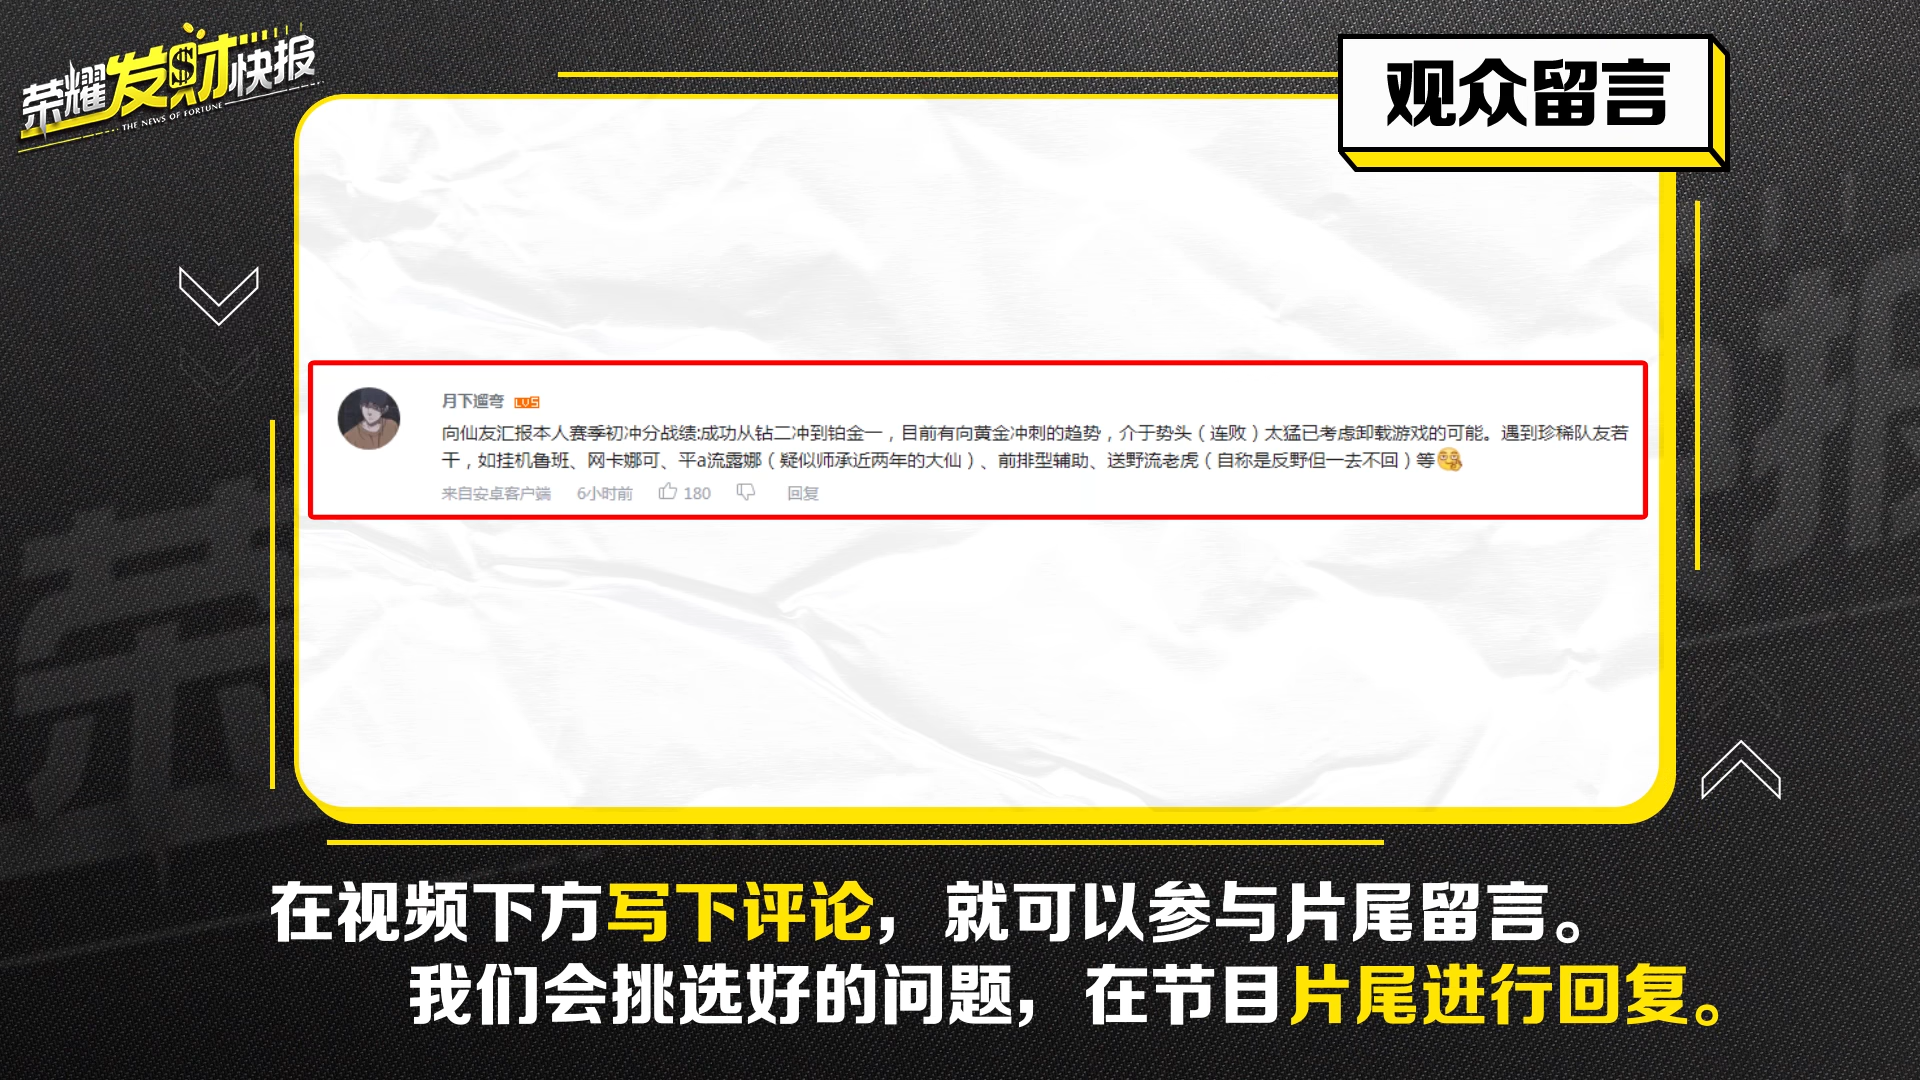 荣耀发财快报
THE NEWS OF FORTUNE
观众留言
月下遛弯 LV5
向仙友汇报本人赛季初冲分战绩:成功从钻二冲到铂金一，目前有向黄金冲刺的趋势，介于势头（连败）太猛已考虑卸载游戏的可能。遇到珍稀队友若
干，如挂机鲁班、网卡娜可、平a流露娜（疑似师承近两年的大仙）、前排型辅助、送野流老虎（自称是反野但一去不回）等
来自安卓客户端 6小时前 180 回复
在视频下方写下评论，就可以参与片尾留言。
我们会挑选好的问题，在节目片尾进行回复。